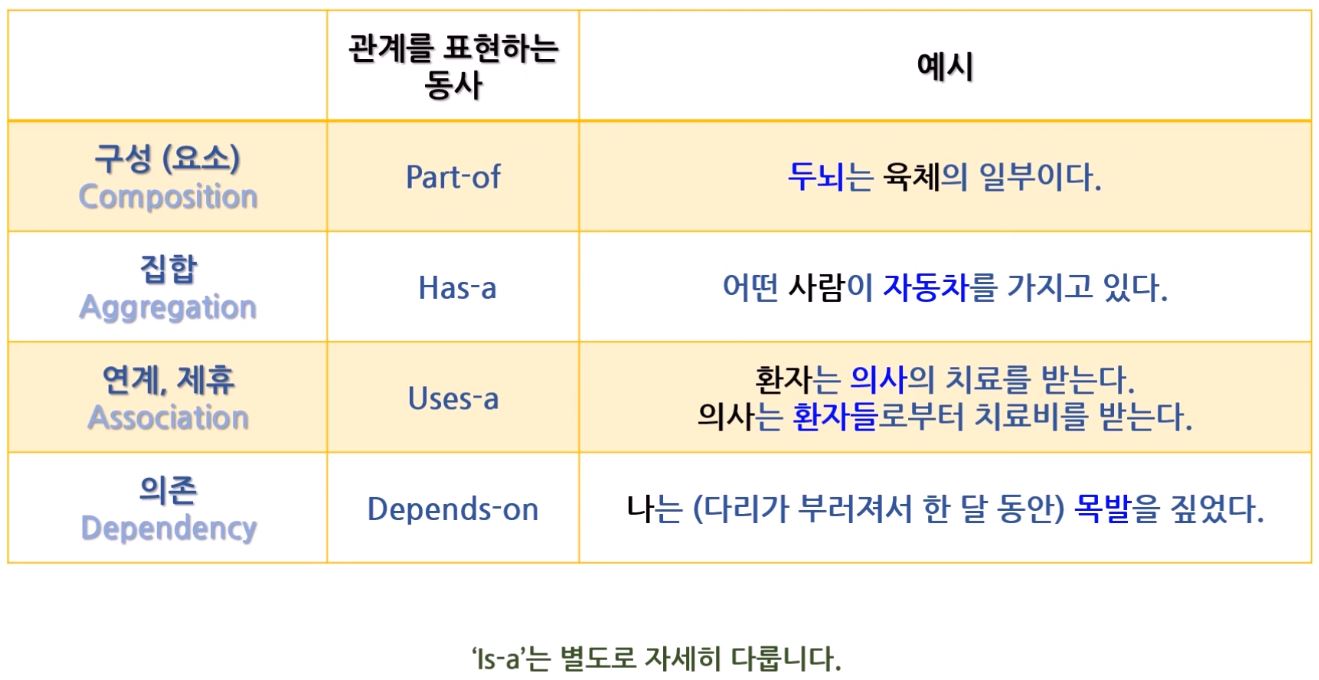 관계를 표현하는
동사
예시
구성 (요소)
Composition
Part-of
두뇌는 육체의 일부이다.
집합
Aggregation
Has-a
어떤 사람이 자동차를 가지고 있다.
연계, 제휴
Association
Uses-a
환자는 의사의 치료를 받는다.
의사는 환자들로부터 치료비를 받는다.
의존
Dependency
Depends-on
나는 (다리가 부러져서 한 달 동안) 목발을 짚었다.
‘Is-a’는 별도로 자세히 다룹니다.